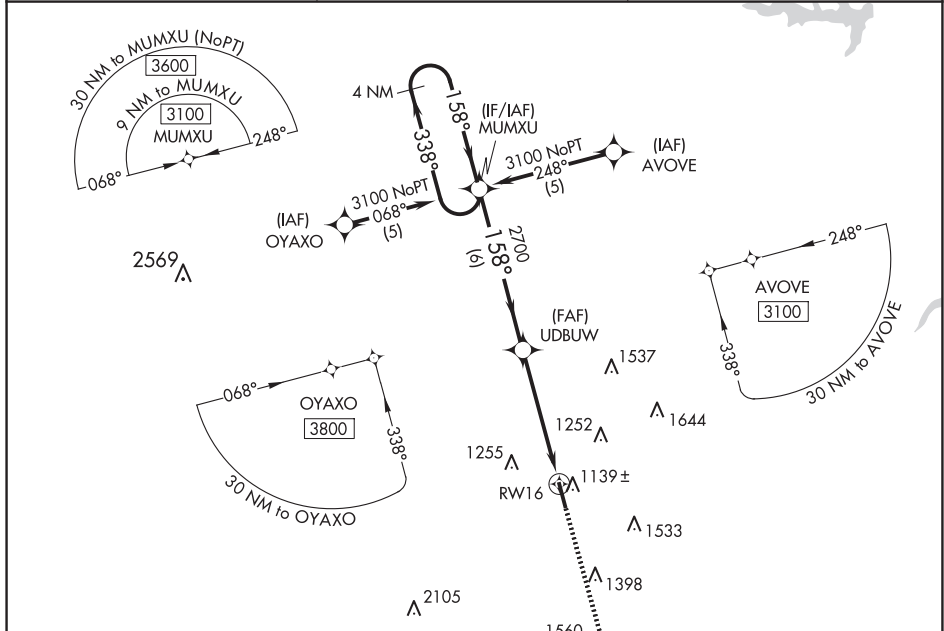 30 NM to MUMXU (NoPT)
3600
9 NM to MUMXU
3100
MUMXU
068°
248°
4 NM
158°
338°
(IF/IAF)
MUMXU
3100 NoPT
248°
(5)
(IAF)
AVOVE
3100 NoPT
068°
(5)
(IAF)
OYAXO
2569
2700
158°
(6)
248°
AVOVE
3100
338°
30 NM to AVOVE
(FAF)
UDBUW
1537
068°
OYAXO
3800
338°
30 NM to OYAXO
1644
1252
1255
1139±
RW16
1533
1398
2105
1560